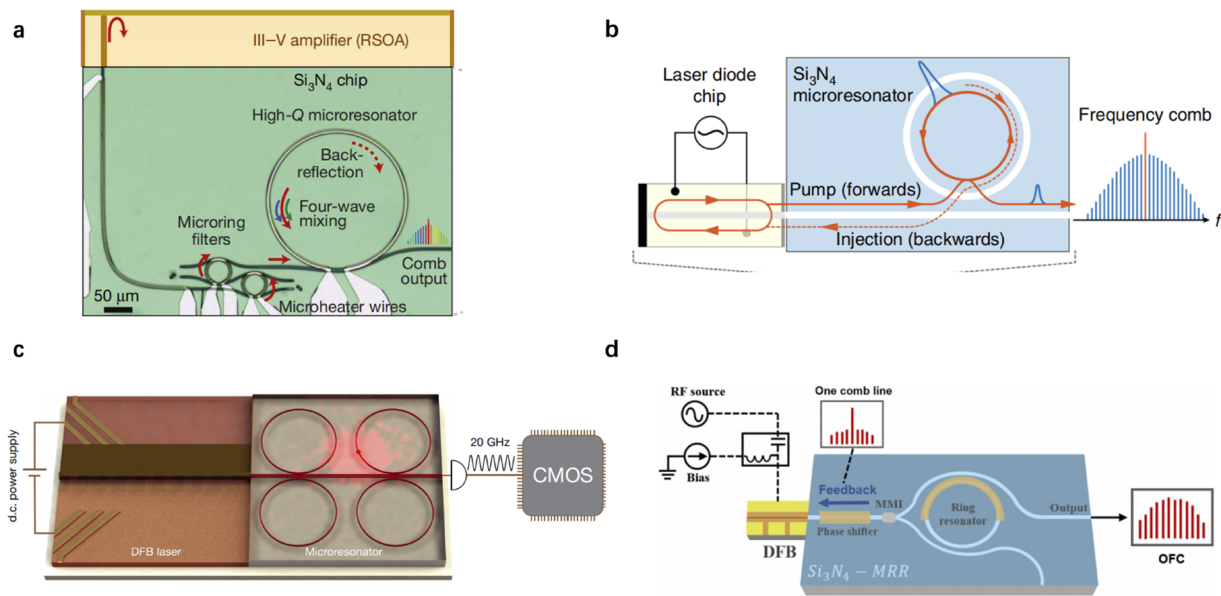 a
III–V amplifier (RSOA)
Si3N4 chip
High-Q microresonator
Back-
reflection
Four-wave
mixing
Microring
filters
Comb
output
50 μm
Microheater wires
b
Laser diode
chip
Si3N4
microresonator
Frequency comb
Pump (forwards)
Injection (backwards)
f
c
d.c. power supply
DFB laser
Microresonator
20 GHz
CMOS
d
RF source
One comb line
Bias
Feedback
MMI
Phase shifter
Ring
resonator
Output
DFB
Si3N4 – MRR
OFC